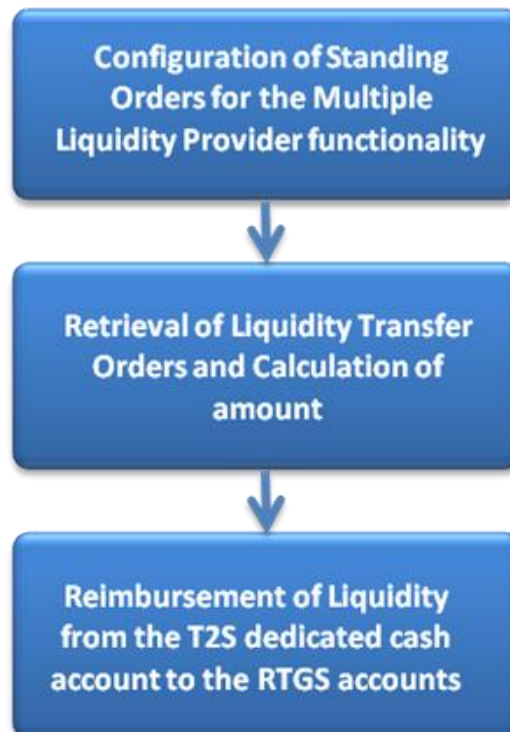 Configuration of Standing
Orders for the Multiple
Liquidity Provider functionality
Retrieval of Liquidity Transfer
Orders and Calculation of
amount
Reimbursement of Liquidity
from the T2S dedicated cash
account to the RTGS accounts